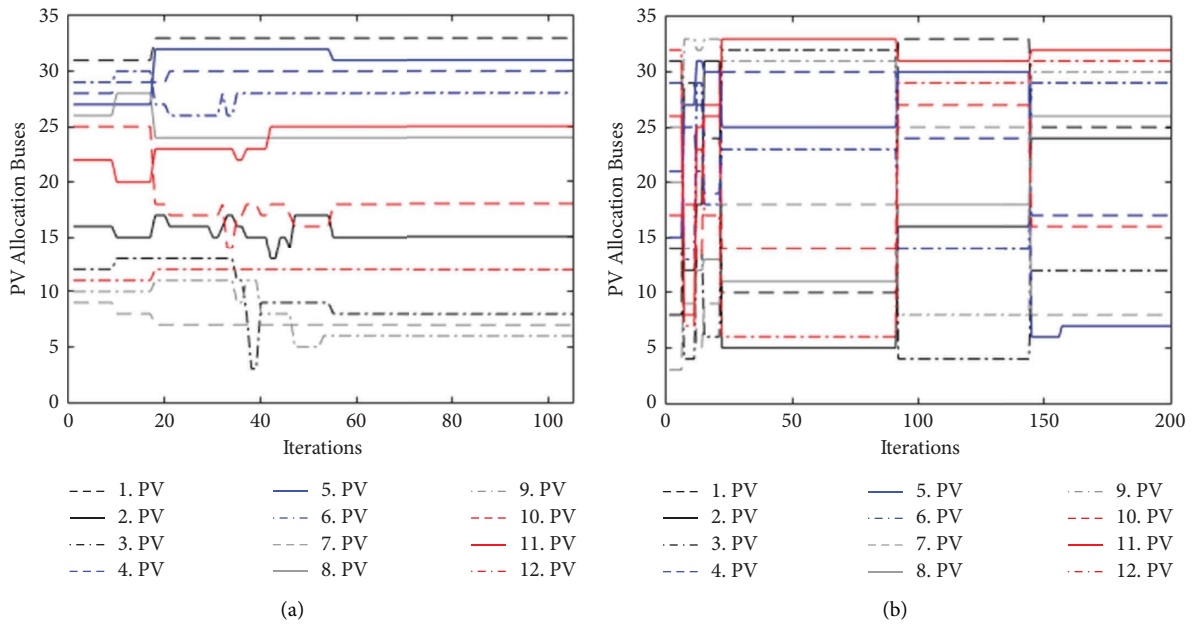 35
30
25
20
15
10
5
0
PV Allocation Buses
0 20 40 60 80 100
Iterations
1. PV 5. PV 9. PV
2. PV 6. PV 10. PV
3. PV 7. PV 11. PV
4. PV 8. PV 12. PV
(a)
35
30
25
20
15
10
5
0
PV Allocation Buses
0 50 100 150 200
Iterations
1. PV 5. PV 9. PV
2. PV 6. PV 10. PV
3. PV 7. PV 11. PV
4. PV 8. PV 12. PV
(b)